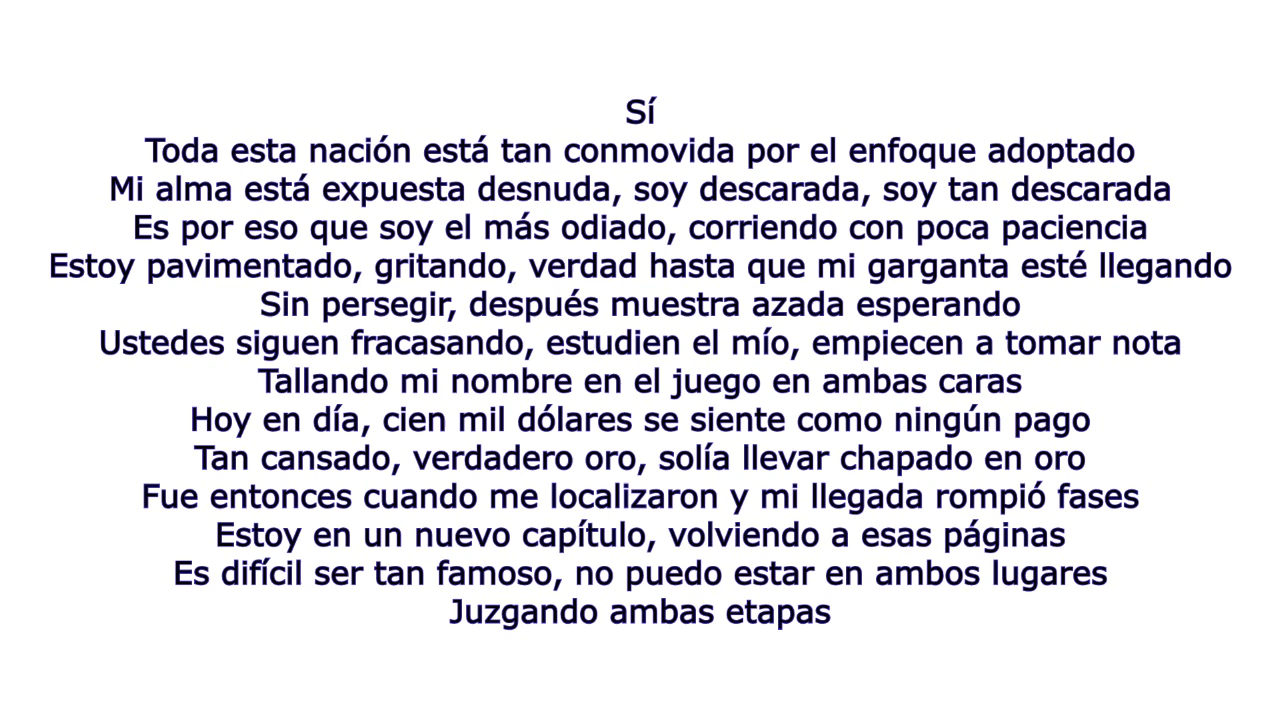 Sí
Toda esta nación está tan conmovida por el enfoque adoptado
Mi alma está expuesta desnuda, soy descarada, soy tan descarada
Es por eso que soy el más odiado, corriendo con poca paciencia
Estoy pavimentado, gritando, verdad hasta que mi garganta esté llegando
Sin persegir, después muestra azada esperando
Ustedes siguen fracasando, estudien el mío, empiecen a tomar nota
Tallando mi nombre en el juego en ambas caras
Hoy en día, cien mil dólares se siente como ningún pago
Tan cansado, verdadero oro, solía llevar chapado en oro
Fue entonces cuando me localizaron y mi llegada rompió fases
Estoy en un nuevo capítulo, volviendo a esas páginas
Es difícil ser tan famoso, no puedo estar en ambos lugares
Juzgando ambas etapas